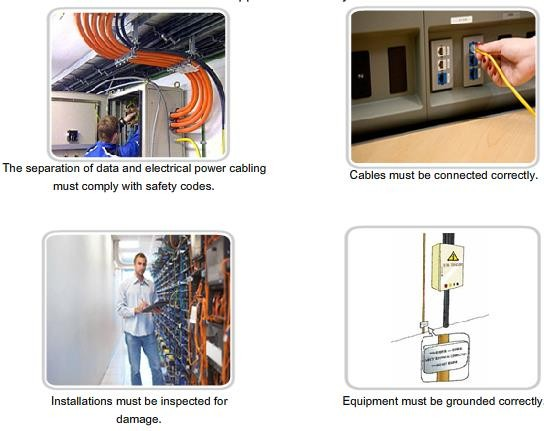 The separation of data and electrical power cabling
must comply with safety codes.
Cables must be connected correctly.
Installations must be inspected for
damage.
Equipment must be grounded correctly